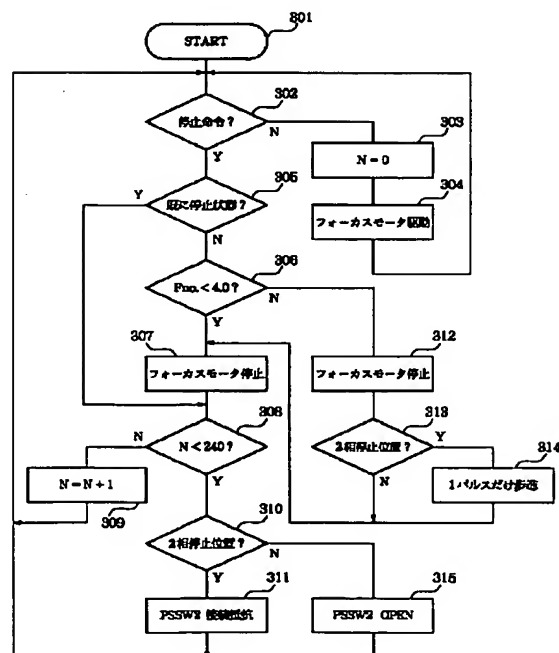 START
301
停止命令？
302
N
Y
303
N＝0
304
フォーカスモータ駆動
既に停止状態？
305
Y
N
Fno.＜4.0？
306
N
Y
307
フォーカスモータ停止
312
フォーカスモータ停止
N＜240？
308
N
Y
2相停止位置？
313
Y
N
314
1パルスだけ歩進
N＝N＋1
309
2相停止位置？
310
N
Y
311
PSSW2 接続抵抗
315
PSSW2 OPEN